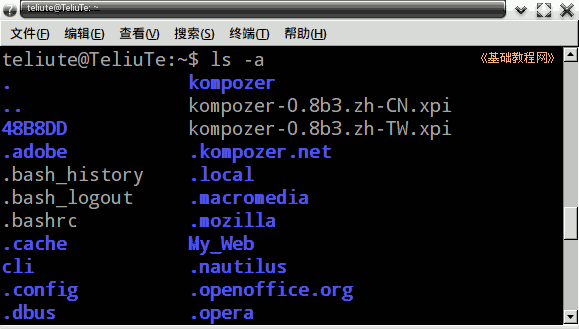 teliute@TeliuTe: ~
文件(F) 编辑(E) 查看(V) 搜索(S) 终端(T) 帮助(H)
teliute@TeliuTe:~$ ls -a 《基础教程网》
. kompozer
.. kompozer-0.8b3.zh-CN.xpi
48B8DD kompozer-0.8b3.zh-TW.xpi
.adobe .kompozer.net
.bash_history .local
.bash_logout .macromedia
.bashrc .mozilla
.cache My_Web
cli .nautilus
.config .openoffice.org
.dbus .opera